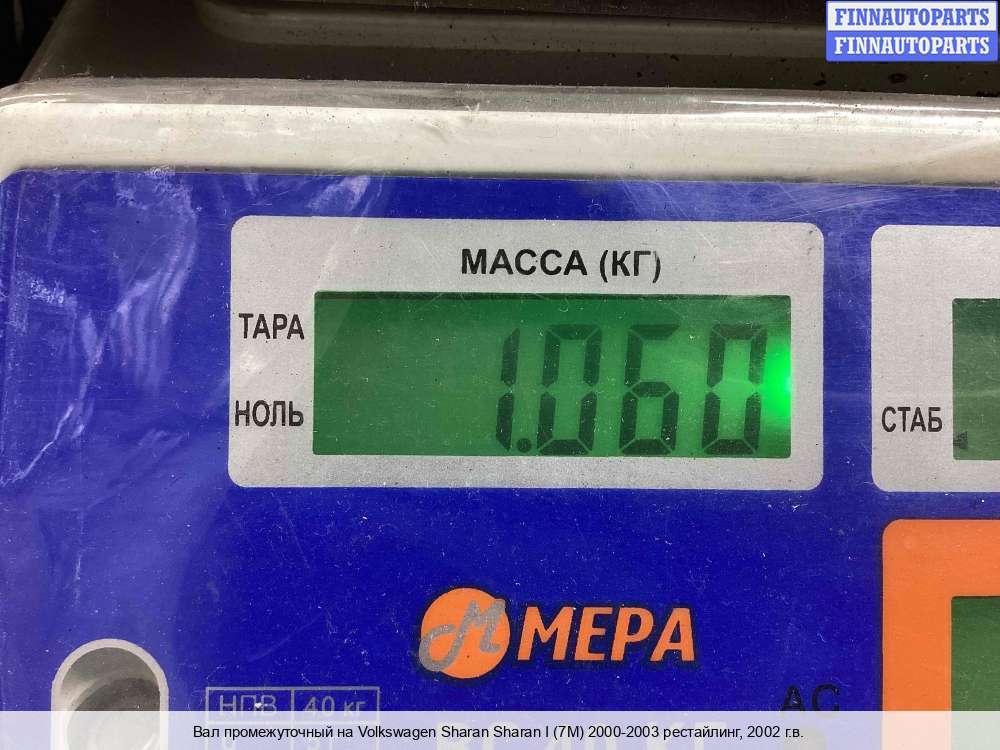 FINNAUTOPARTS
FINNAUTOPARTS
МАССА (КГ)
ТАРА
1.060
НОЛЬ
СТАБ
М МЕРА
АС
НПВ 40 кг
Вал промежуточный на Volkswagen Sharan Sharan I (7M) 2000-2003 рестайлинг, 2002 г.в.